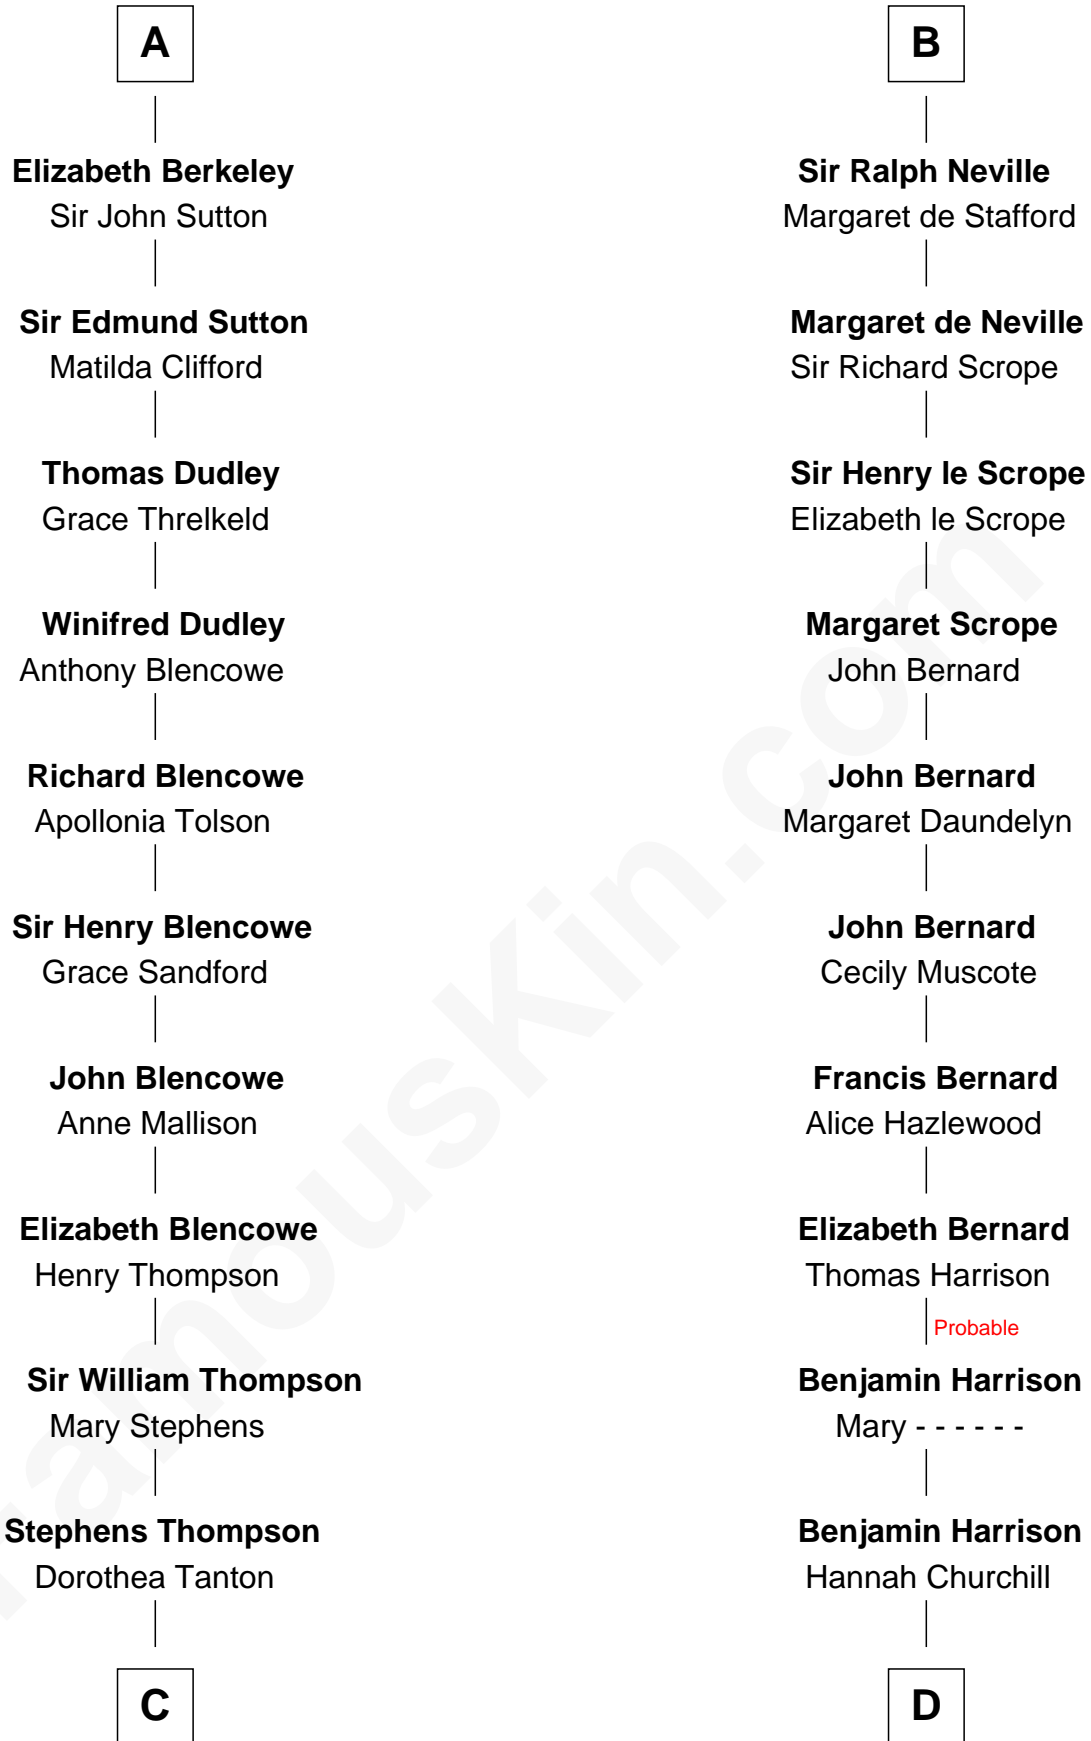 A
B
Elizabeth Berkeley
Sir John Sutton
Sir Ralph Neville
Margaret de Stafford
Sir Edmund Sutton
Matilda Clifford
Margaret de Neville
Sir Richard Scrope
Thomas Dudley
Grace Threlkeld
Sir Henry le Scrope
Elizabeth le Scrope
Winifred Dudley
Anthony Blencowe
Margaret Scrope
John Bernard
Richard Blencowe
Apollonia Tolson
John Bernard
Margaret Daundelyn
Sir Henry Blencowe
Grace Sandford
John Bernard
Cecily Muscote
John Blencowe
Anne Mallison
Francis Bernard
Alice Hazlewood
Elizabeth Blencowe
Henry Thompson
Elizabeth Bernard
Thomas Harrison
Probable
Sir William Thompson
Mary Stephens
Benjamin Harrison
Mary - - - - - -
Stephens Thompson
Dorothea Tanton
Benjamin Harrison
Hannah Churchill
C
D
FamousKin.com